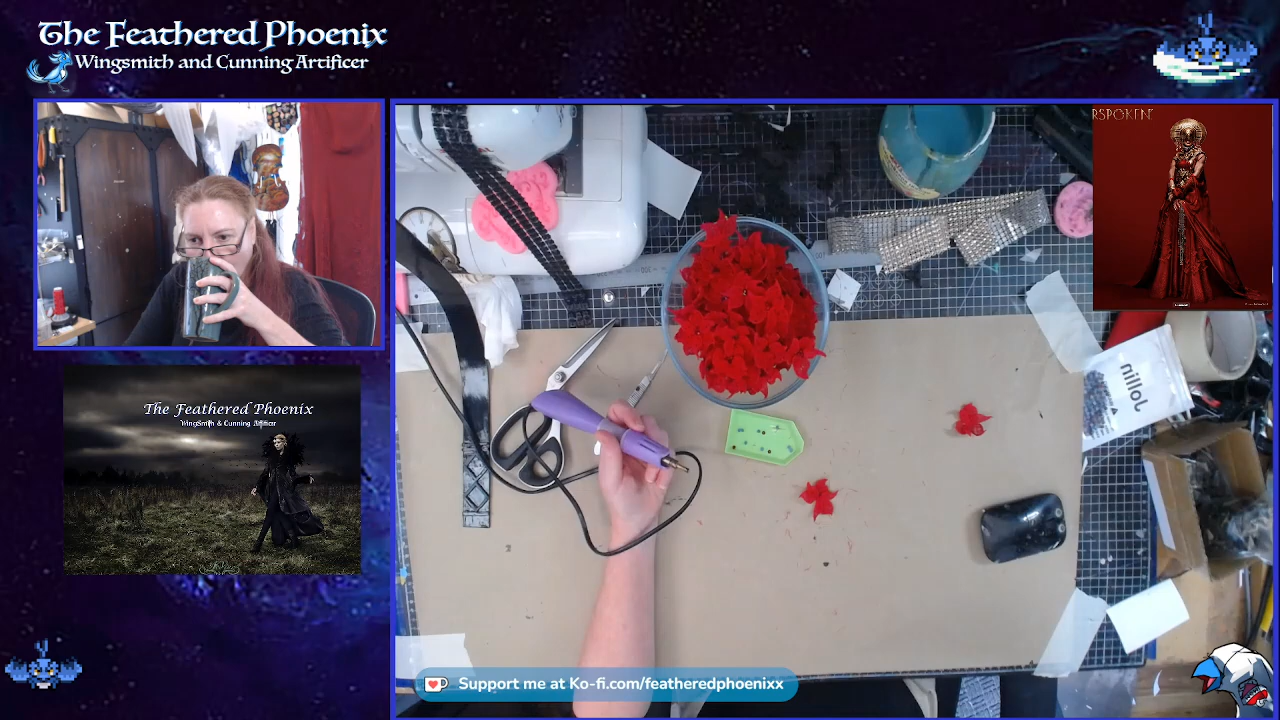 The Feathered Phoenix
Wingsmith and Cunning Artificer
RSPOKEN
The Feathered Phoenix
WingSmith & Cunning Artificer
nillot
Support me at Ko-fi.com/featheredphoenixx